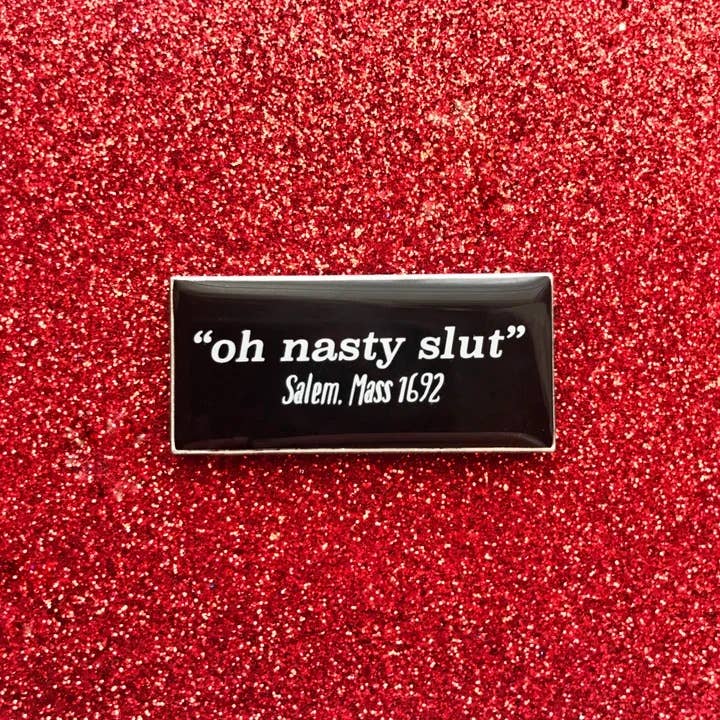 “oh nasty slut”
Salem, Mass 1692